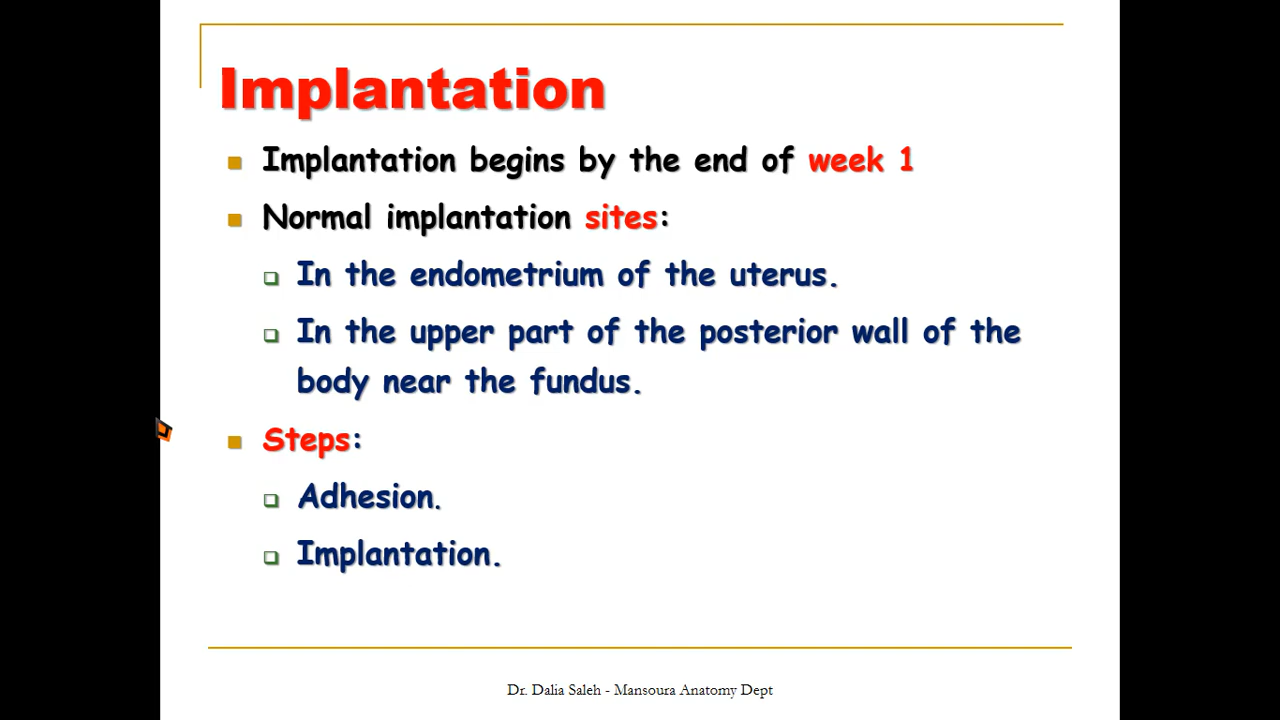 Implantation
Implantation begins by the end of week 1
Normal implantation sites:
In the endometrium of the uterus.
In the upper part of the posterior wall of the
body near the fundus.
Steps:
Adhesion.
Implantation.
Dr. Dalia Saleh - Mansoura Anatomy Dept